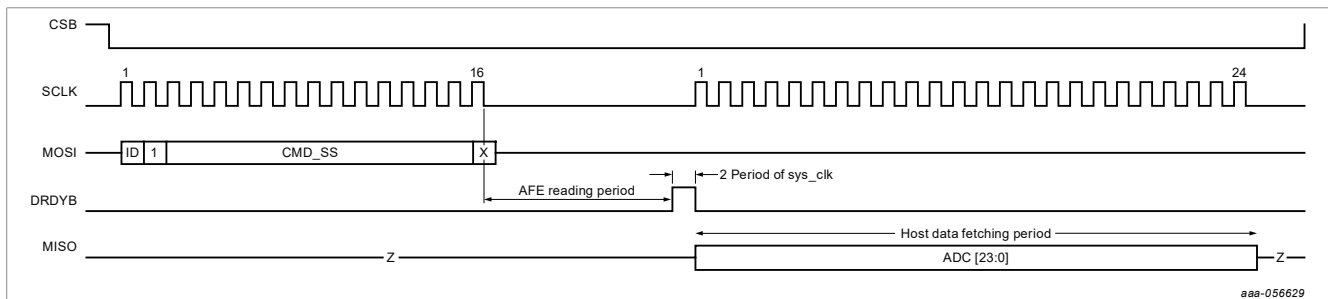 CSB
1 16 1 24
SCLK
MOSI ID 1 CMD_SS X
2 Period of sys_clk
AFE reading period
DRDYB
Host data fetching period
MISO Z ADC [23:0] Z
aaa-056629